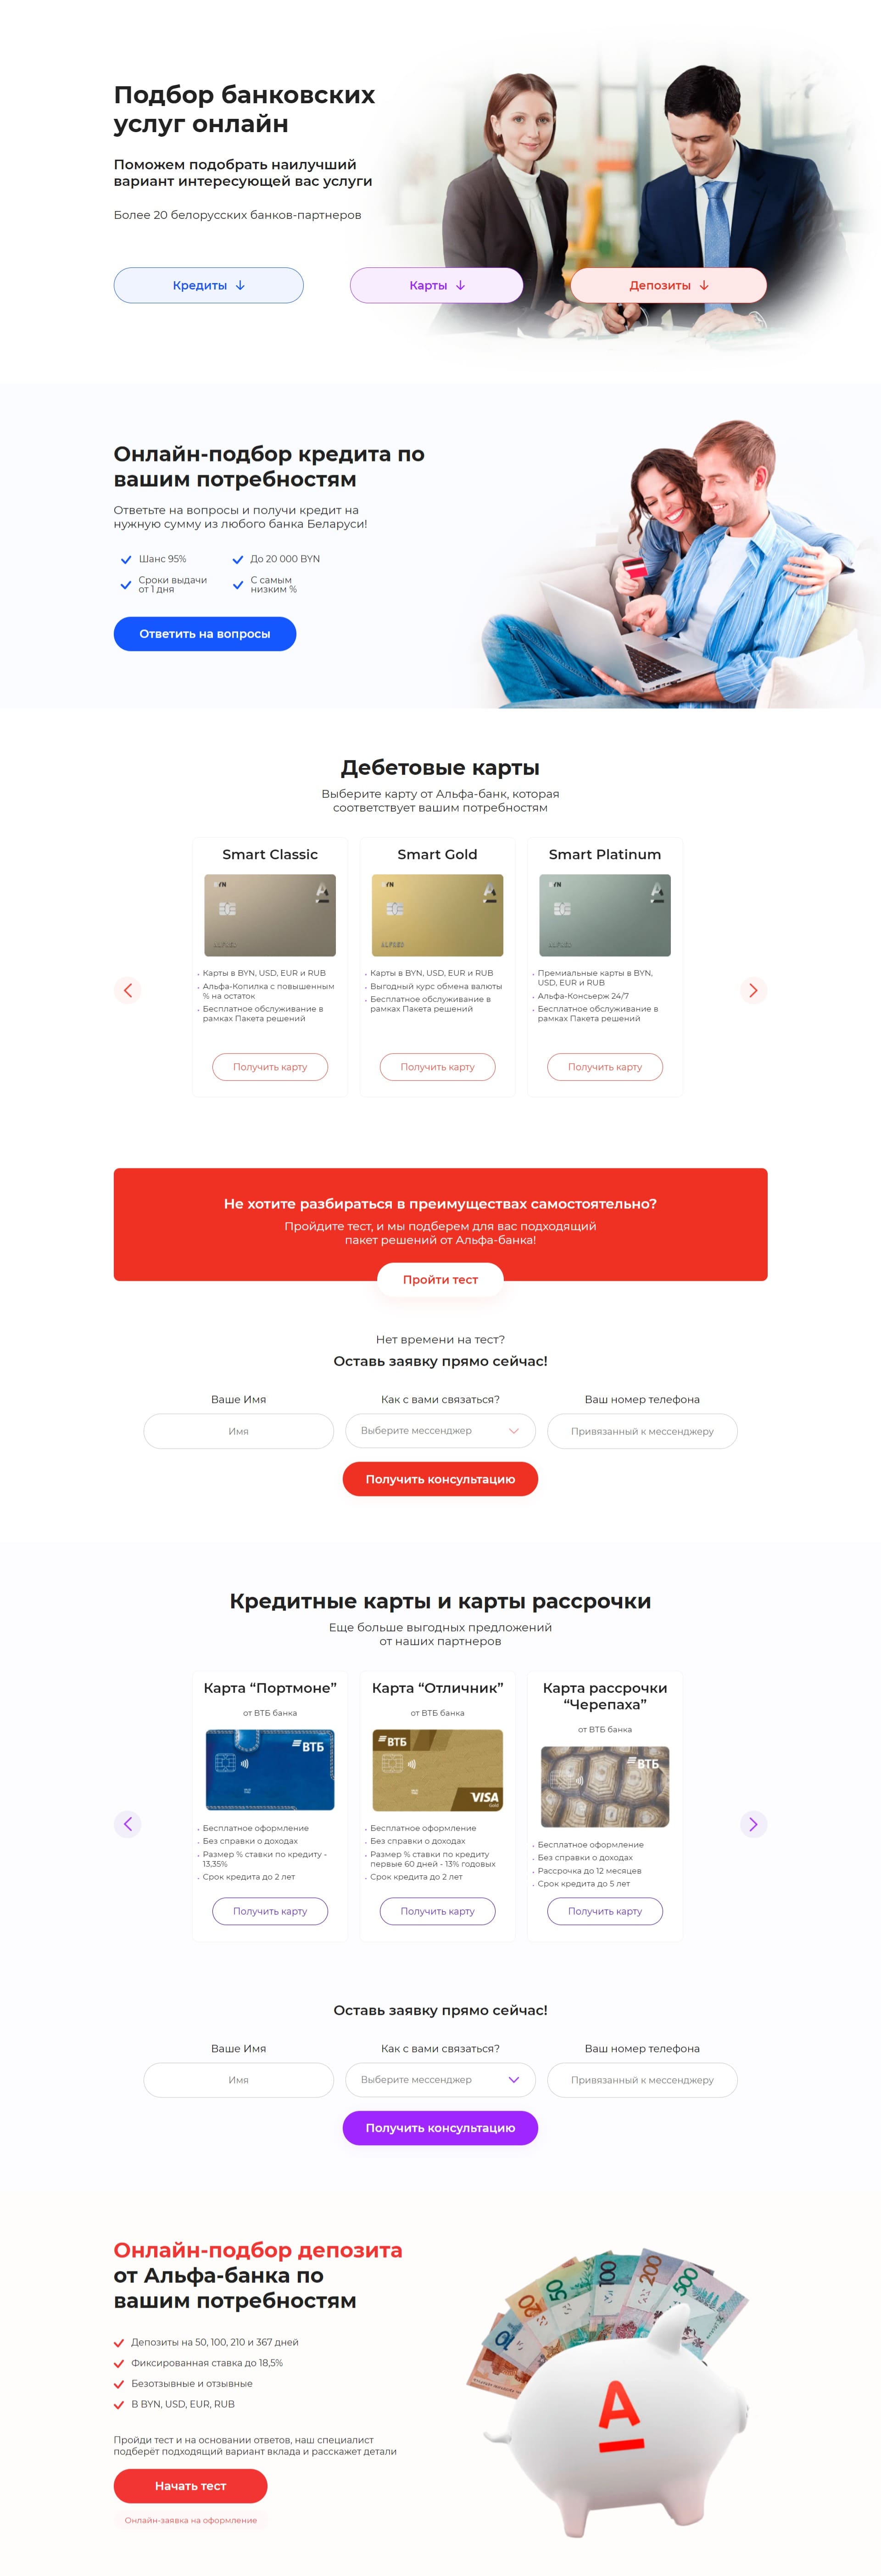 Подбор банковских
услуг онлайн
Поможем подобрать наилучший
вариант интересующей вас услуги
Более 20 белорусских банков-партнеров
Кредиты
Карты
Депозиты
Онлайн-подбор кредита по
вашим потребностям
Ответьте на вопросы и получи кредит на
нужную сумму из любого банка Беларуси!
Шанс 95%
До 20 000 BYN
Сроки выдачи
от 1 дня
С самым
низким %
Ответить на вопросы
Дебетовые карты
Выберите карту от Альфа-банк, которая
соответствует вашим потребностям
Smart Classic
BYN
ALFRED
Карты в BYN, USD, EUR и RUB
Альфа-Копилка с повышенным
% на остаток
Бесплатное обслуживание в
рамках Пакета решений
Получить карту
Smart Gold
BYN
ALFRED
Карты в BYN, USD, EUR и RUB
Выгодный курс обмена валюты
Бесплатное обслуживание в
рамках Пакета решений
Получить карту
Smart Platinum
BYN
ALFRED
Премиальные карты в BYN,
USD, EUR и RUB
Альфа-Консьерж 24/7
Бесплатное обслуживание в
рамках Пакета решений
Получить карту
Не хотите разбираться в преимуществах самостоятельно?
Пройдите тест, и мы подберем для вас подходящий
пакет решений от Альфа-банка!
Пройти тест
Нет времени на тест?
Оставь заявку прямо сейчас!
Ваше Имя
Имя
Как с вами связаться?
Выберите мессенджер
Ваш номер телефона
Привязанный к мессенджеру
Получить консультацию
Кредитные карты и карты рассрочки
Еще больше выгодных предложений
от наших партнеров
Карта “Портмоне”
от ВТБ банка
ВТБ
Бесплатное оформление
Без справки о доходах
Размер % ставки по кредиту -
13,35%
Срок кредита до 2 лет
Получить карту
Карта “Отличник”
от ВТБ банка
ВТБ
VISA
Gold
Бесплатное оформление
Без справки о доходах
Размер % ставки по кредиту
первые 60 дней - 13% годовых
Срок кредита до 2 лет
Получить карту
Карта рассрочки
“Черепаха”
от ВТБ банка
ВТБ
Бесплатное оформление
Без справки о доходах
Рассрочка до 12 месяцев
Срок кредита до 5 лет
Получить карту
Оставь заявку прямо сейчас!
Ваше Имя
Имя
Как с вами связаться?
Выберите мессенджер
Ваш номер телефона
Привязанный к мессенджеру
Получить консультацию
Онлайн-подбор депозита
от Альфа-банка по
вашим потребностям
Депозиты на 50, 100, 210 и 367 дней
Фиксированная ставка до 18,5%
Безотзывные и отзывные
В BYN, USD, EUR, RUB
Пройди тест и на основании ответов, наш специалист
подберёт подходящий вариант вклада и расскажет детали
Начать тест
Онлайн-заявка на оформление
10
20
50
100
200
500
А